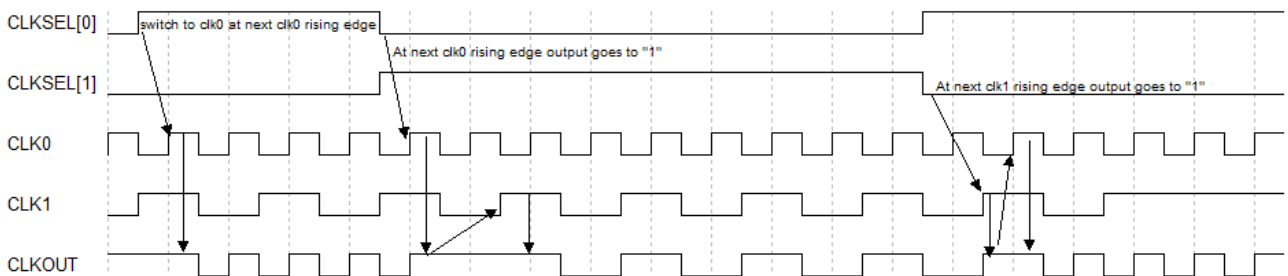 CLKSEL[0]
switch to clk0 at next clk0 rising edge
At next clk0 rising edge output goes to "1"
CLKSEL[1]
At next clk1 rising edge output goes to "1"
CLK0
CLK1
CLKOUT